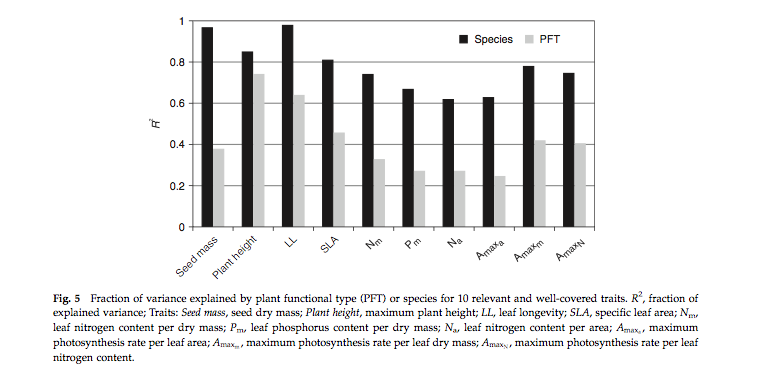 1
0.8
0.6
0.4
0.2
0
R²
Species PFT
Seed mass Plant height LL SLA Nm Pm Na Amaxa Amaxm AmaxN
Fig. 5 Fraction of variance explained by plant functional type (PFT) or species for 10 relevant and well-covered traits. R², fraction of
explained variance; Traits: Seed mass, seed dry mass; Plant height, maximum plant height; LL, leaf longevity; SLA, specific leaf area; Nm,
leaf nitrogen content per dry mass; Pm, leaf phosphorus content per dry mass; Na, leaf nitrogen content per area; Amaxa, maximum
photosynthesis rate per leaf area; Amaxm, maximum photosynthesis rate per leaf dry mass; AmaxN, maximum photosynthesis rate per leaf
nitrogen content.